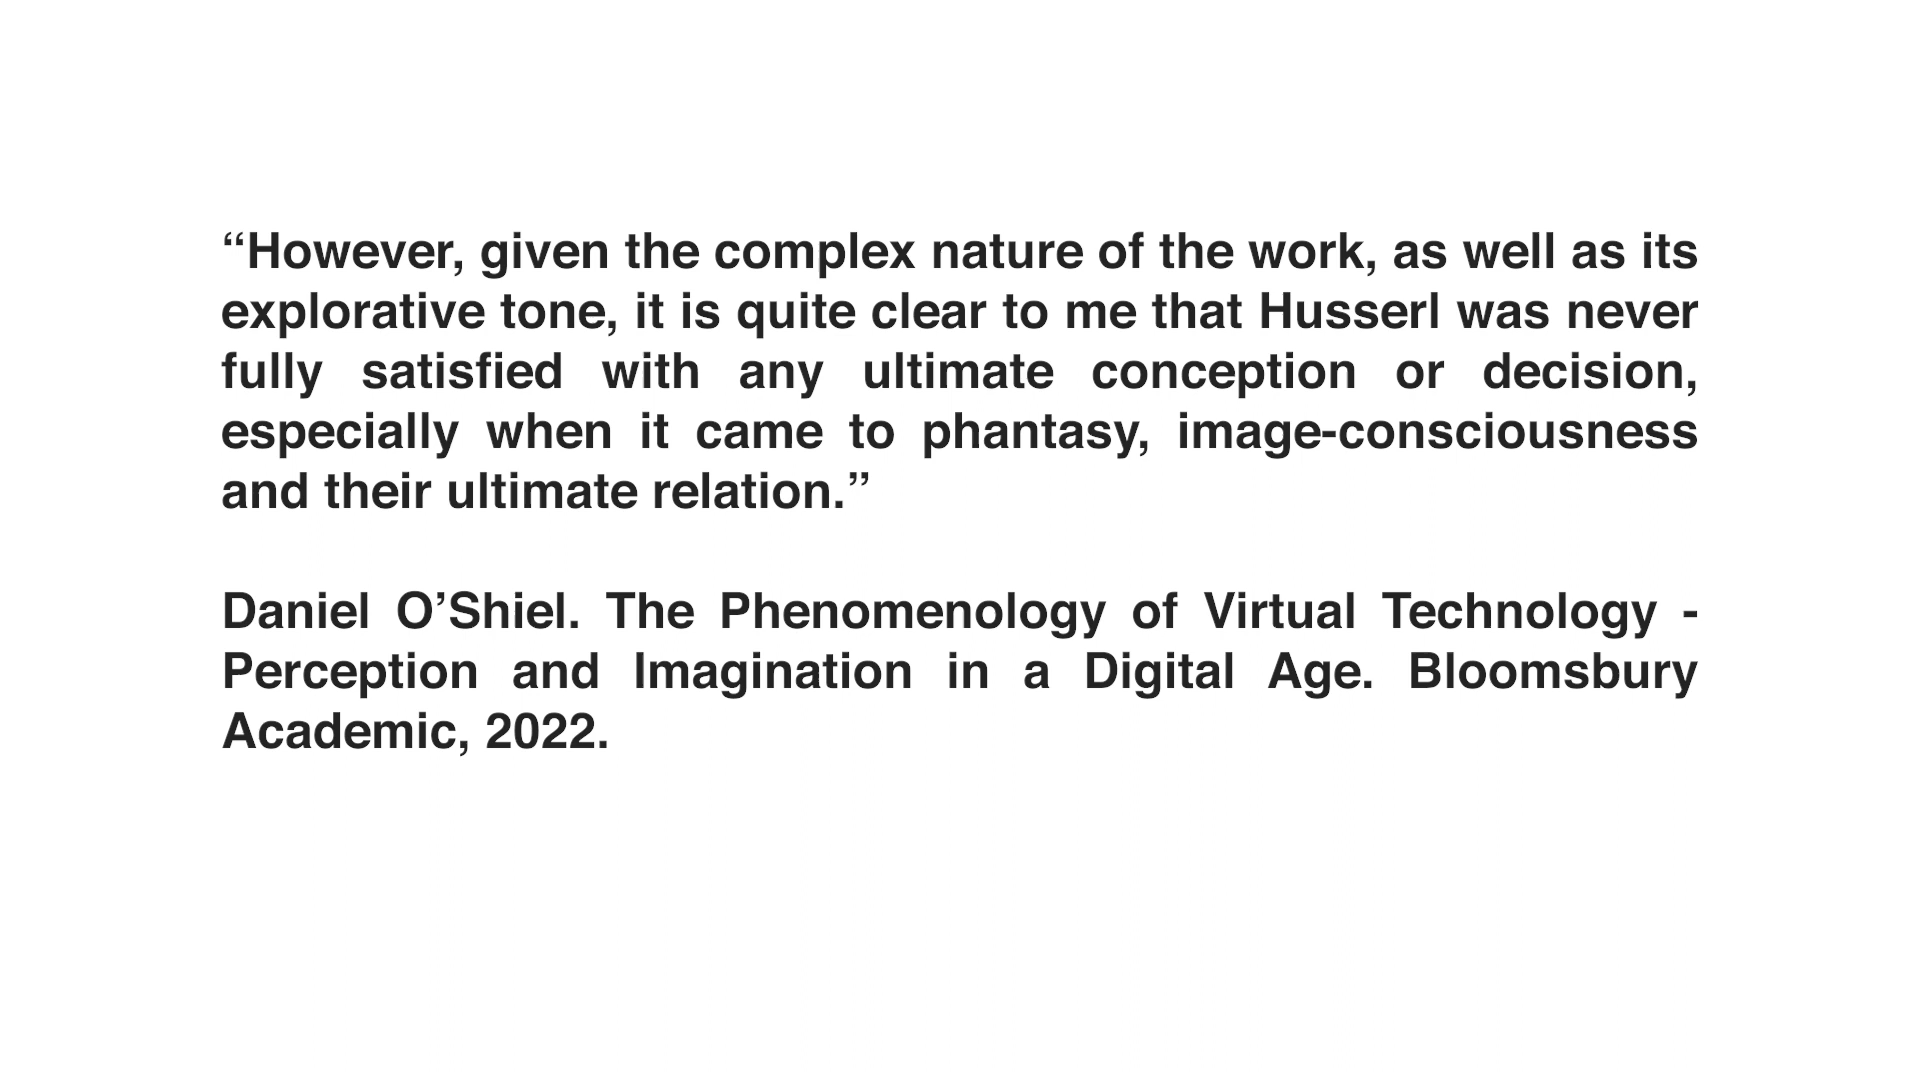 “However, given the complex nature of the work, as well as its
explorative tone, it is quite clear to me that Husserl was never
fully satisfied with any ultimate conception or decision,
especially when it came to phantasy, image-consciousness
and their ultimate relation.”
Daniel O’Shiel. The Phenomenology of Virtual Technology -
Perception and Imagination in a Digital Age. Bloomsbury
Academic, 2022.